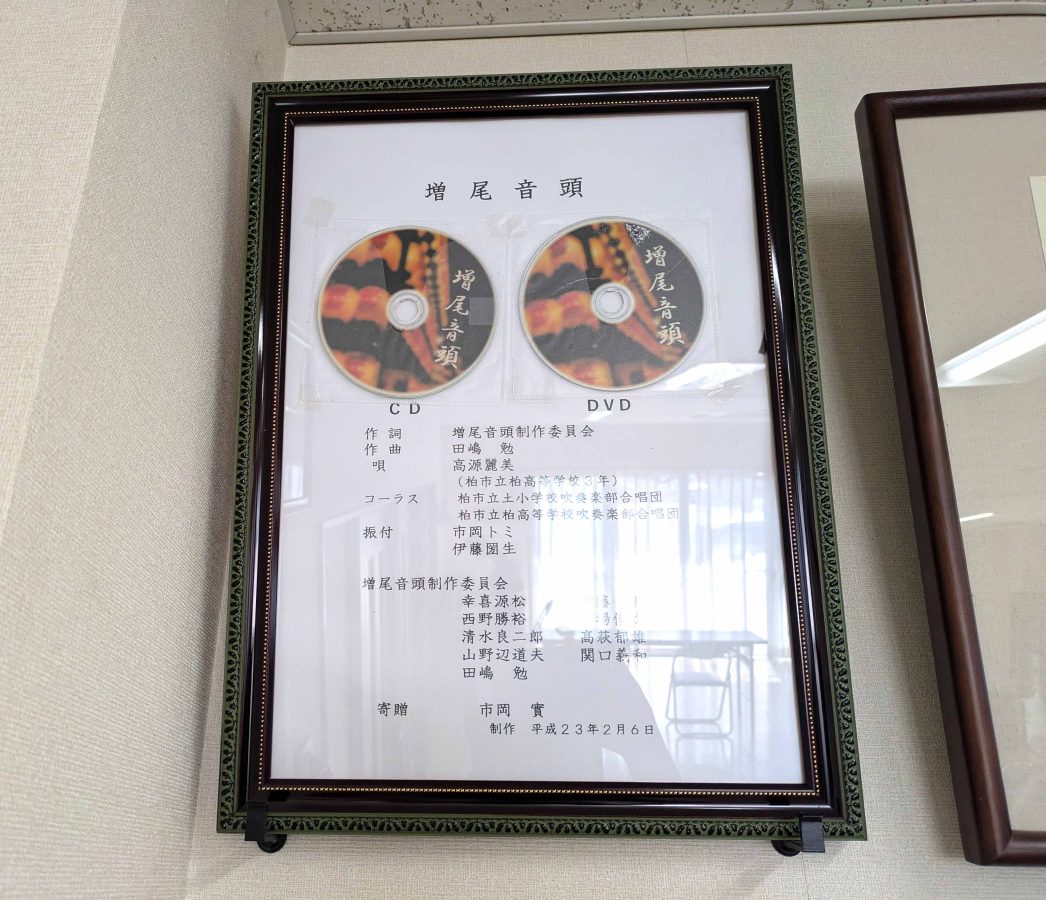 増尾音頭
増尾音頭
増尾音頭
CD
DVD
作詞 増尾音頭制作委員会
作曲 田嶋 勉
唄 高源麗美
(柏市立柏高等学校3年)
コーラス 柏市立土小学校吹奏楽部合唱団
柏市立柏高等学校吹奏楽部合唱団
振付 市岡トミ
伊藤圀生
増尾音頭制作委員会
幸喜源松
西野勝裕
清水良二郎 高荻郁雄
山野辺道夫 関口義和
田嶋 勉
寄贈 市岡 實
制作 平成23年2月6日